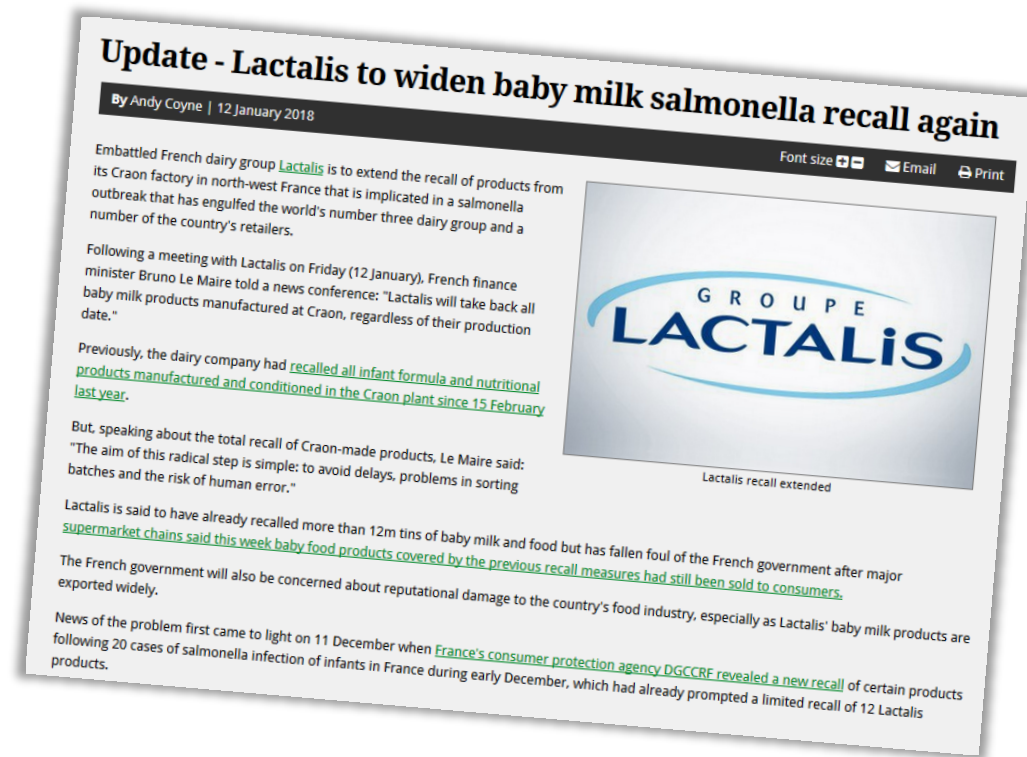 Update - Lactalis to widen baby milk salmonella recall again
By Andy Coyne | 12 January 2018
Font size Email Print
Embattled French dairy group Lactalis is to extend the recall of products from
its Craon factory in north-west France that is implicated in a salmonella
outbreak that has engulfed the world's number three dairy group and a
number of the country's retailers.
Following a meeting with Lactalis on Friday (12 January), French finance
minister Bruno Le Maire told a news conference: "Lactalis will take back all
baby milk products manufactured at Craon, regardless of their production
date."
Previously, the dairy company had recalled all infant formula and nutritional
products manufactured and conditioned in the Craon plant since 15 February
last year.
But, speaking about the total recall of Craon-made products, Le Maire said:
"The aim of this radical step is simple: to avoid delays, problems in sorting
batches and the risk of human error."
GROUPE
LACTALiS
Lactalis recall extended
Lactalis is said to have already recalled more than 12m tins of baby milk and food but has fallen foul of the French government after major
supermarket chains said this week baby food products covered by the previous recall measures had still been sold to consumers.
The French government will also be concerned about reputational damage to the country's food industry, especially as Lactalis' baby milk products are
exported widely.
News of the problem first came to light on 11 December when France's consumer protection agency DGCCRF revealed a new recall of certain products
following 20 cases of salmonella infection of infants in France during early December, which had already prompted a limited recall of 12 Lactalis
products.